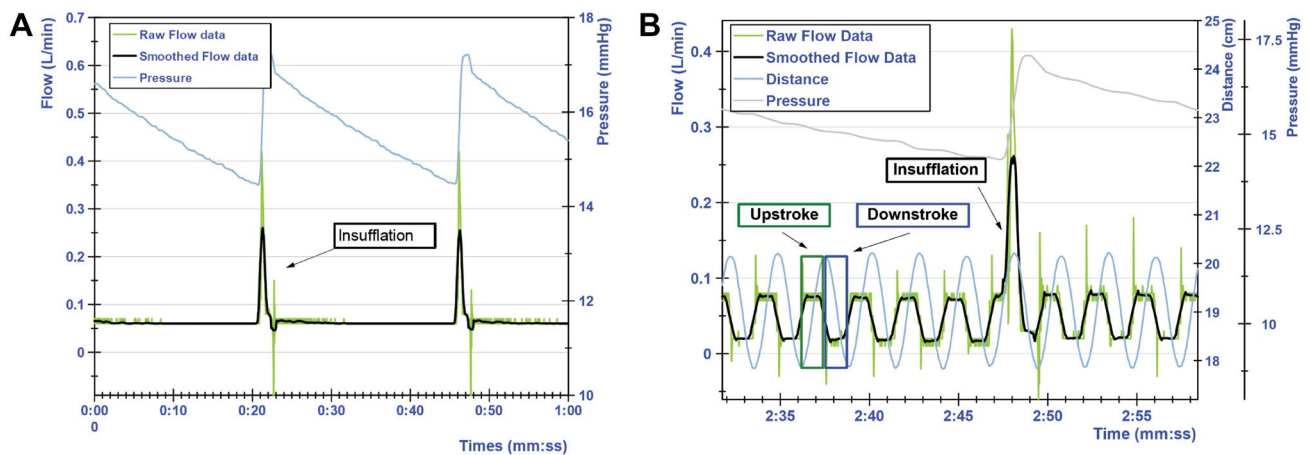 A
Flow (L/min)
0.7
0.6
0.5
0.4
0.3
0.2
0.1
0
Raw Flow data
Smoothed Flow data
Pressure
Insufflation
18
16
14
12
10
Pressure (mmHg)
0:00
0
0:10
0:20
0:30
0:40
0:50
1:00
Times (mm:ss)
B
Flow (L/min)
0.4
0.3
0.2
0.1
0
Raw Flow Data
Smoothed Flow Data
Distance
Pressure
Insufflation
Upstroke
Downstroke
25
24
23
22
21
20
19
18
Distance (cm)
17.5
15
12.5
10
Pressure (mmHg)
2:35
2:40
2:45
2:50
2:55
Time (mm:ss)